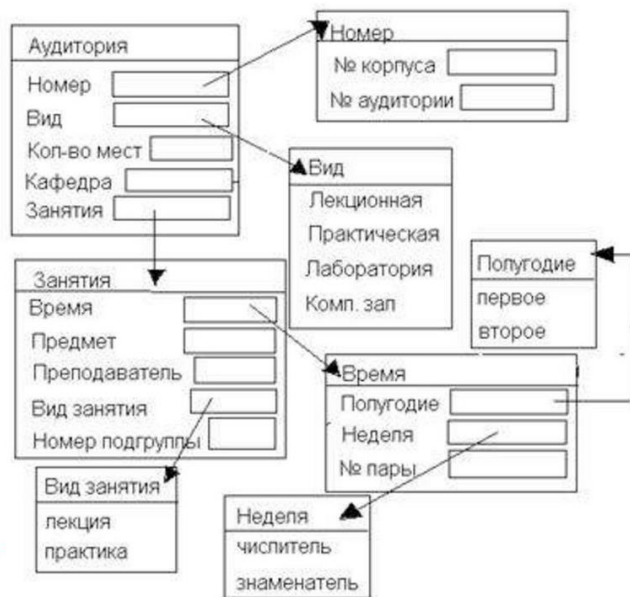 Аудитория
Номер
Вид
Кол-во мест
Кафедра
Занятия
Номер
№ корпуса
№ аудитории
Вид
Лекционная
Практическая
Лаборатория
Комп. зал
Полугодие
первое
второе
Занятия
Время
Предмет
Преподаватель
Вид занятия
Номер подгруппы
Время
Полугодие
Неделя
№ пары
Вид занятия
лекция
практика
Неделя
числитель
знаменатель